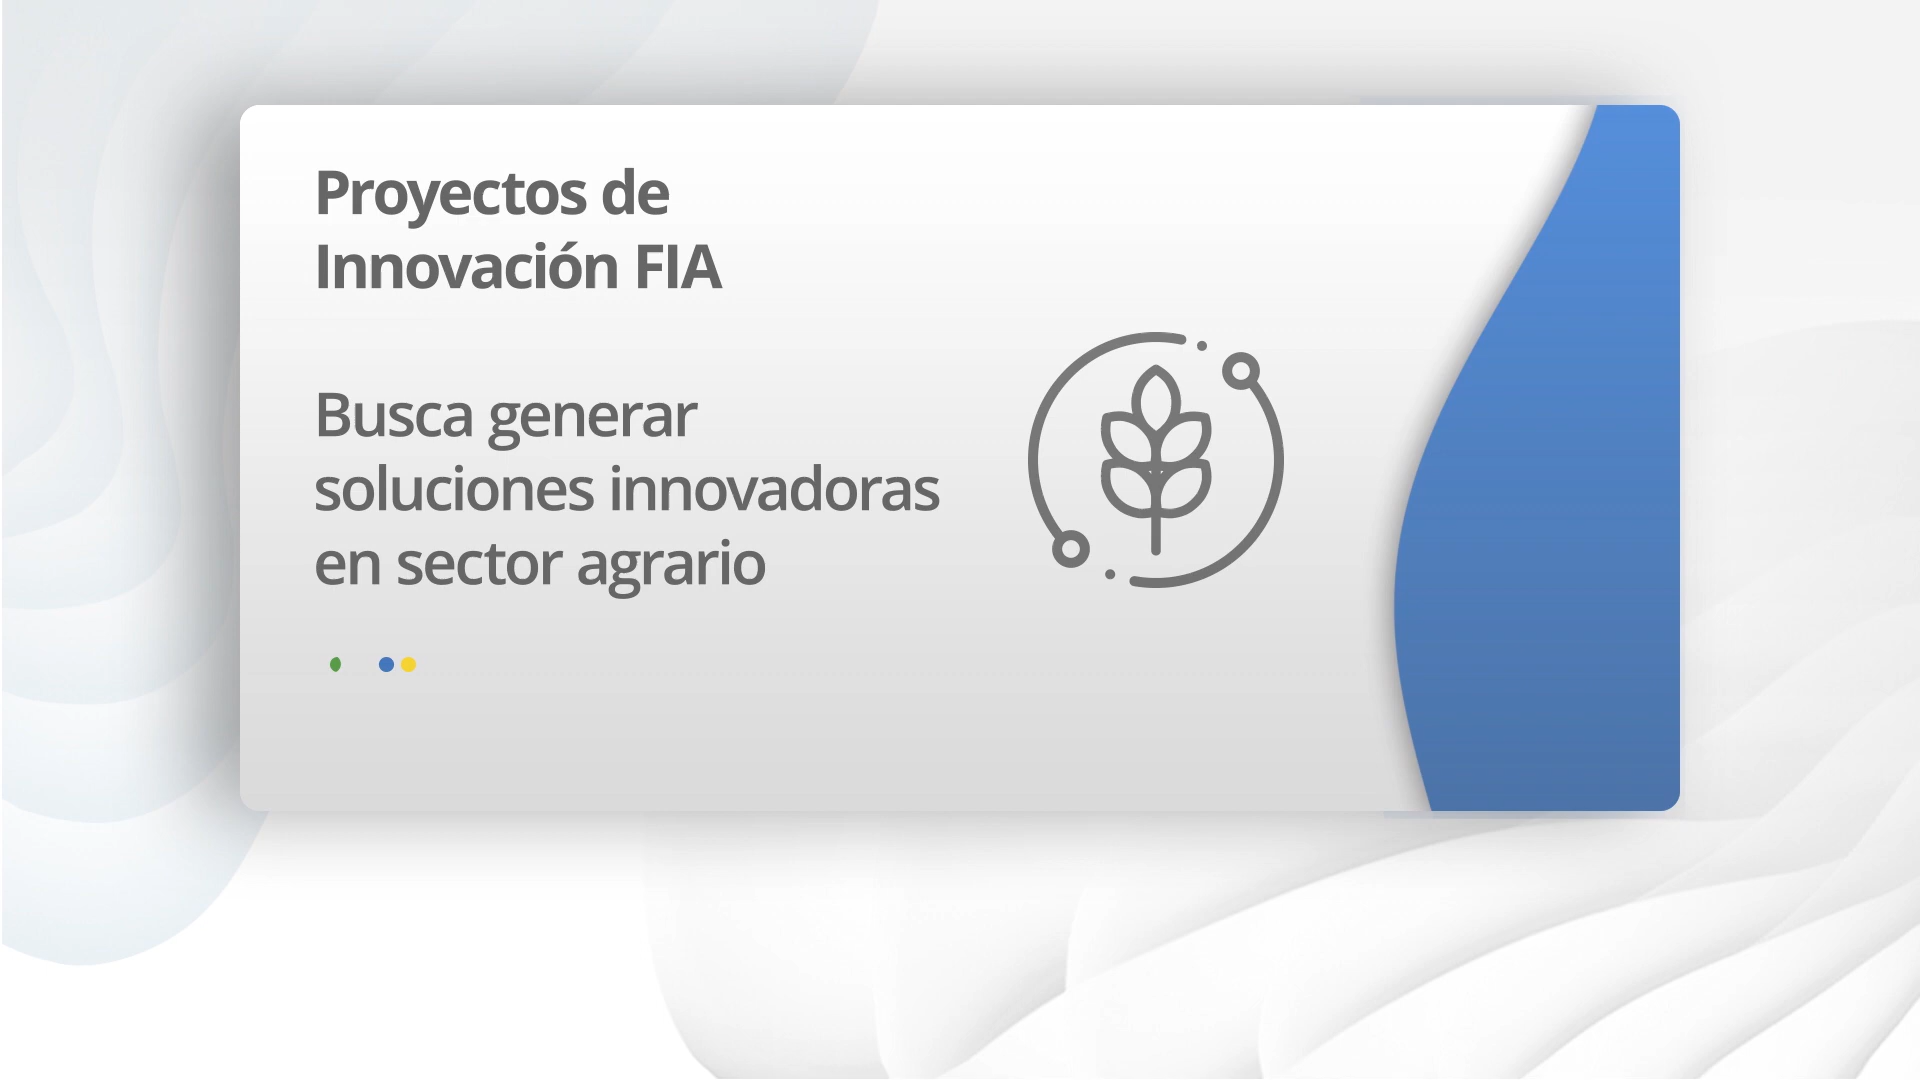 Proyectos de
Innovación FIA
Busca generar
soluciones innovadoras
en sector agrario